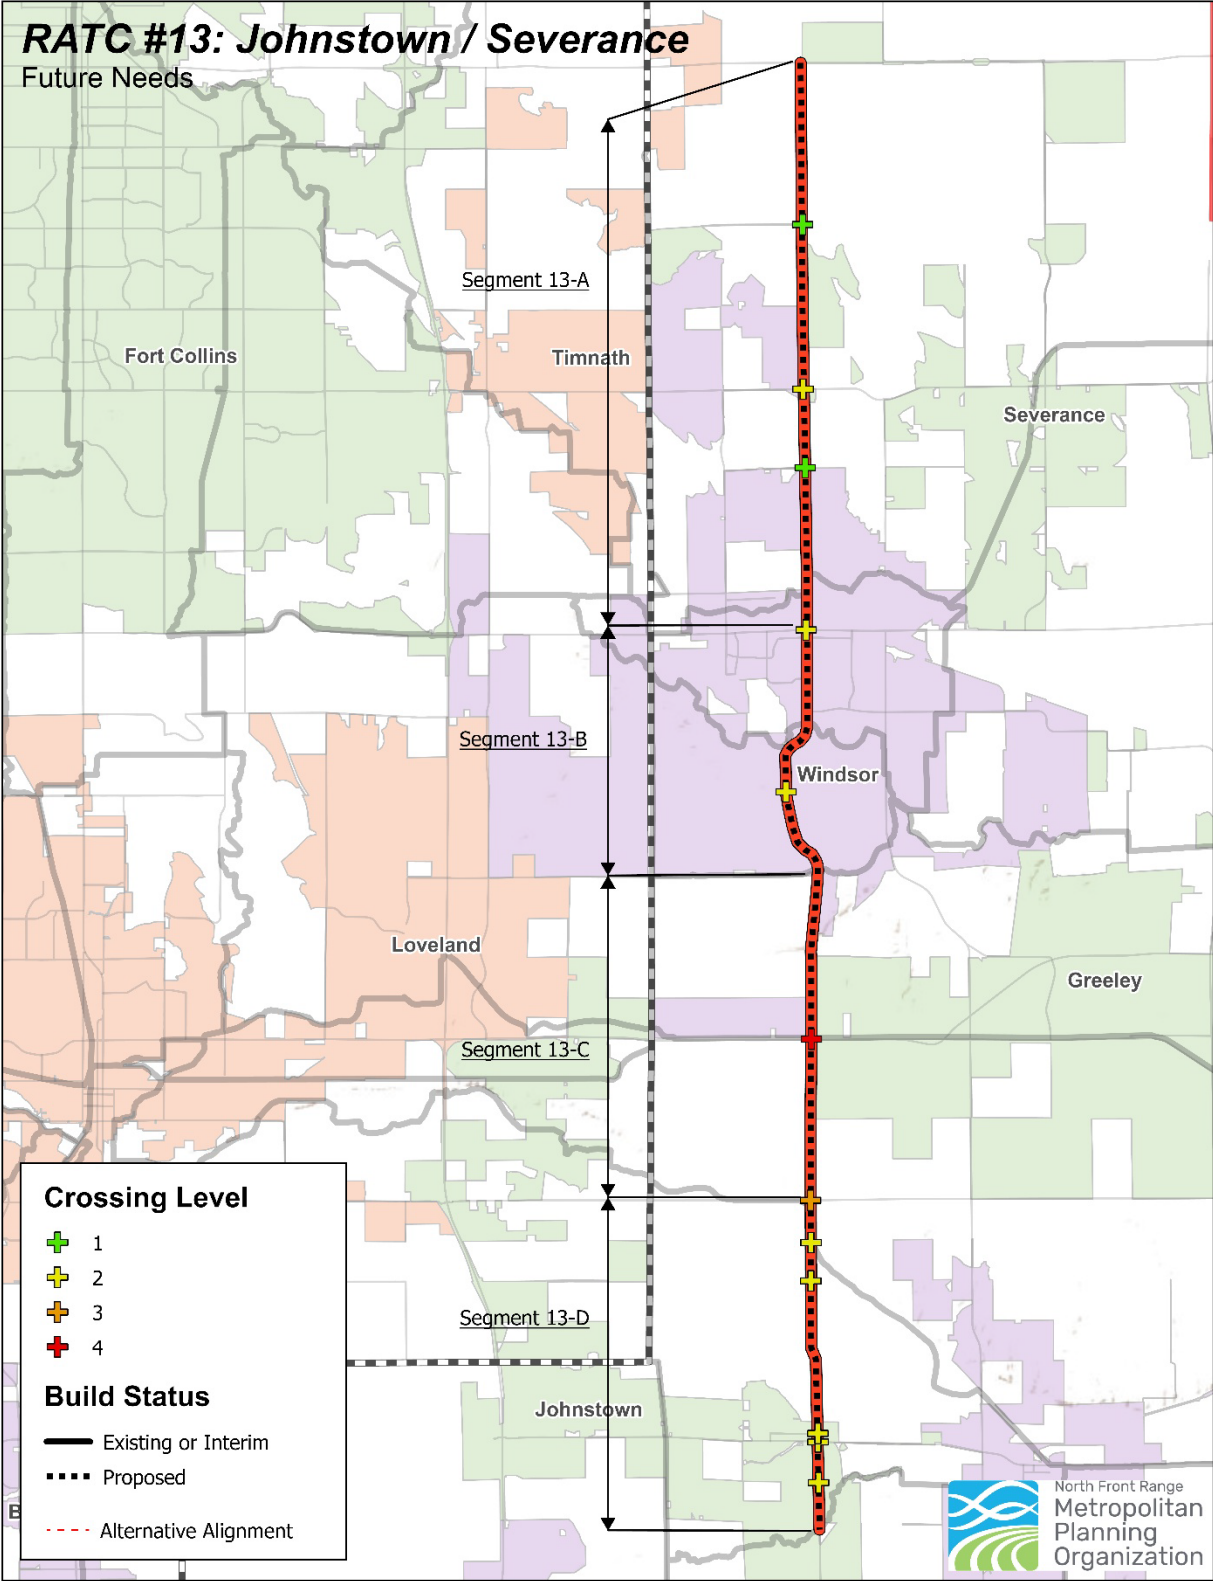 RATC #13: Johnstown / Severance
Future Needs
Segment 13-A
Fort Collins
Timnath
Severance
Segment 13-B
Windsor
Loveland
Greeley
Segment 13-C
Segment 13-D
Johnstown
B
Crossing Level
1
2
3
4
Build Status
Existing or Interim
Proposed
Alternative Alignment
North Front Range
Metropolitan
Planning
Organization